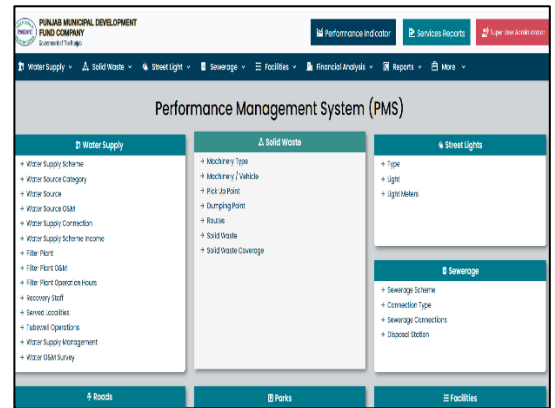 PUNJAB MUNICIPAL DEVELOPMENT
FUND COMPANY
Government of The Punjab
PMDFC
Performance Indicator
Services Reports
Super User Administrator
Water Supply
Solid Waste
Street Light
Sewerage
Facilities
Financial Analysis
Reports
More
Performance Management System (PMS)
Water Supply
→ Water Supply Scheme
→ Water Source Category
→ Water Source
→ Water Source O&M
→ Water Supply Connection
→ Water Supply Scheme Income
→ Filter Plant
→ Filter Plant O&M
→ Filter Plant Operation Hours
→ Recovery Staff
→ Served Localities
→ Tubewell Operations
→ Water Supply Management
→ Water O&M Survey
Solid Waste
→ Machinery Type
→ Machinery / Vehicle
→ Pick Up Point
→ Dumping Point
→ Routes
→ Solid Waste
→ Solid Waste Coverage
Street Lights
→ Type
→ Light
→ Light Meters
Sewerage
→ Sewerage Scheme
→ Connection Type
→ Sewerage Connections
→ Disposal Station
Roads
Parks
Facilities